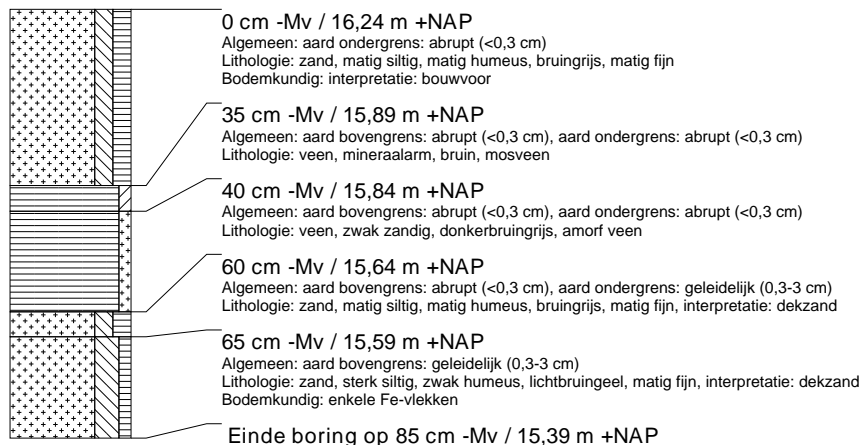 0 cm -Mv / 16,24 m +NAP
Algemeen: aard ondergrens: abrupt (<0,3 cm)
Lithologie: zand, matig siltig, matig humeus, bruingrijs, matig fijn
Bodemkundig: interpretatie: bouwvoor
35 cm -Mv / 15,89 m +NAP
Algemeen: aard bovengrens: abrupt (<0,3 cm), aard ondergrens: abrupt (<0,3 cm)
Lithologie: veen, mineraalarm, bruin, mosveen
40 cm -Mv / 15,84 m +NAP
Algemeen: aard bovengrens: abrupt (<0,3 cm), aard ondergrens: abrupt (<0,3 cm)
Lithologie: veen, zwak zandig, donkerbruingrijs, amorf veen
60 cm -Mv / 15,64 m +NAP
Algemeen: aard bovengrens: abrupt (<0,3 cm), aard ondergrens: geleidelijk (0,3-3 cm)
Lithologie: zand, matig siltig, matig humeus, bruingrijs, matig fijn, interpretatie: dekzand
65 cm -Mv / 15,59 m +NAP
Algemeen: aard bovengrens: geleidelijk (0,3-3 cm)
Lithologie: zand, sterk siltig, zwak humeus, lichtbruingeel, matig fijn, interpretatie: dekzand
Bodemkundig: enkele Fe-vlekken
Einde boring op 85 cm -Mv / 15,39 m +NAP